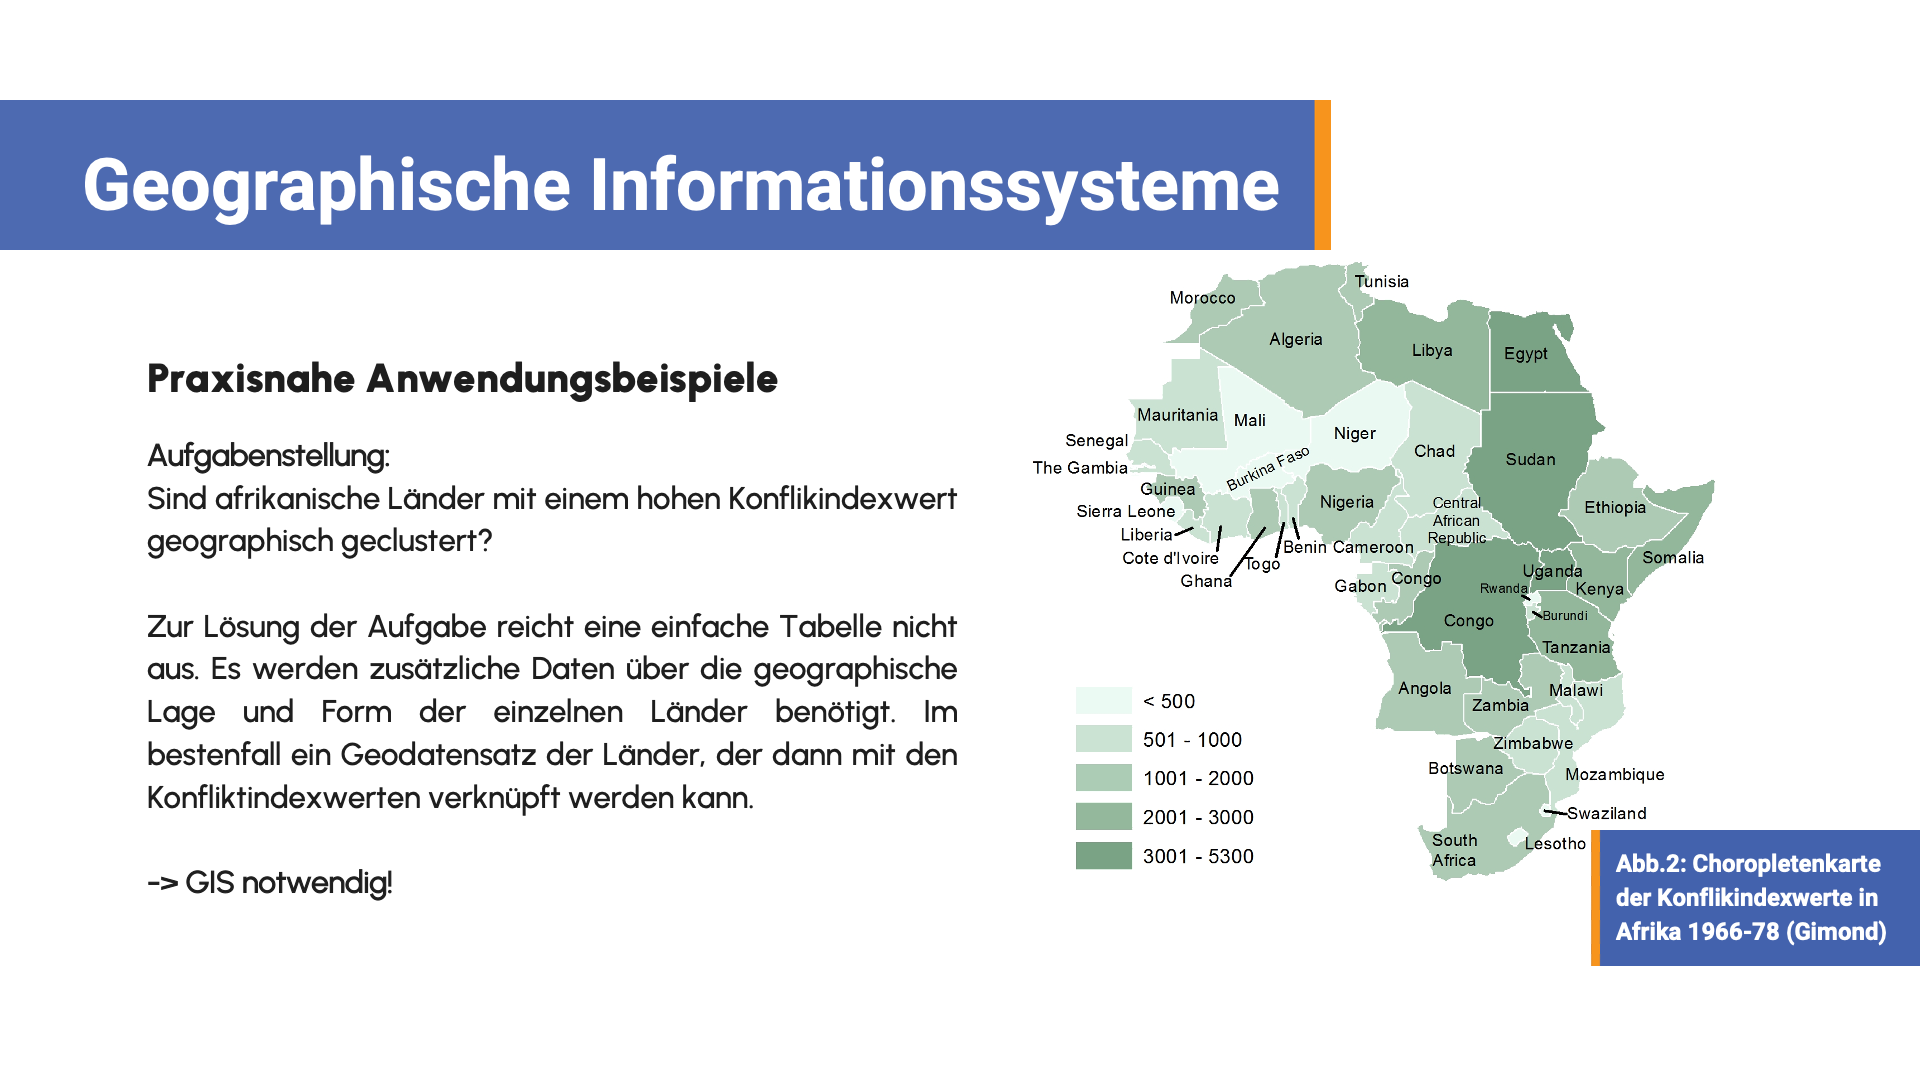 Geographische Informationssysteme
Praxisnahe Anwendungsbeispiele
Aufgabenstellung:
Sind afrikanische Länder mit einem hohen Konflikindexwert
geographisch geclustert?
Zur Lösung der Aufgabe reicht eine einfache Tabelle nicht
aus. Es werden zusätzliche Daten über die geographische
Lage und Form der einzelnen Länder benötigt. Im
bestenfall ein Geodatensatz der Länder, der dann mit den
Konfliktindexwerten verknüpft werden kann.
-> GIS notwendig!
Tunisia
Morocco
Algeria
Libya
Egypt
Mauritania
Mali
Niger
Senegal
Chad
Sudan
The Gambia
Burkina Faso
Guinea
Nigeria
Central
African
Republic
Ethiopia
Sierra Leone
Liberia
Benin
Cameroon
Cote d'Ivoire
Togo
Somalia
Ghana
Gabon
Congo
Uganda
Rwanda
Kenya
Congo
Burundi
Tanzania
Angola
Malawi
Zambia
Zimbabwe
Botswana
Mozambique
Swaziland
South
Africa
Lesotho
< 500
501 - 1000
1001 - 2000
2001 - 3000
3001 - 5300
Abb.2: Choropletenkarte
der Konflikindexwerte in
Afrika 1966-78 (Gimond)